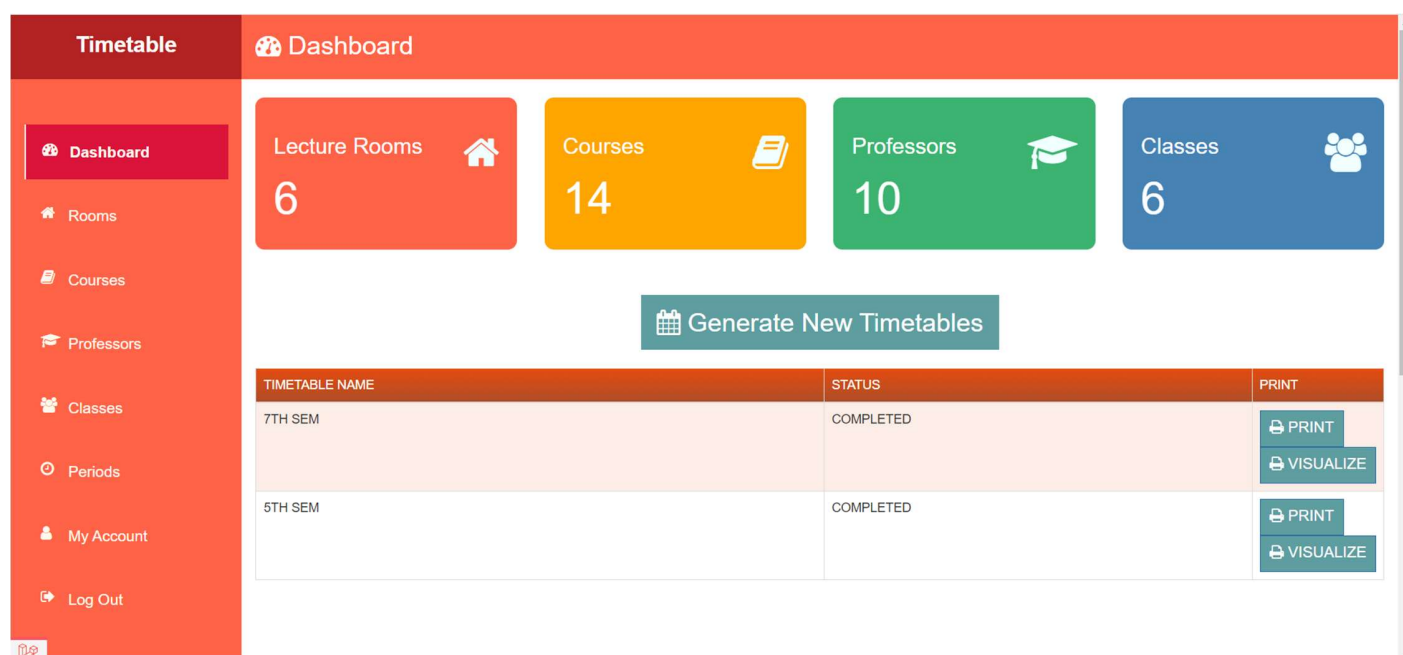 Timetable
Dashboard
Dashboard
Rooms
Courses
Professors
Classes
Periods
My Account
Log Out
Lecture Rooms
6
Courses
14
Professors
10
Classes
6
Generate New Timetables
TIMETABLE NAME STATUS PRINT
7TH SEM COMPLETED PRINT
VISUALIZE
5TH SEM COMPLETED PRINT
VISUALIZE